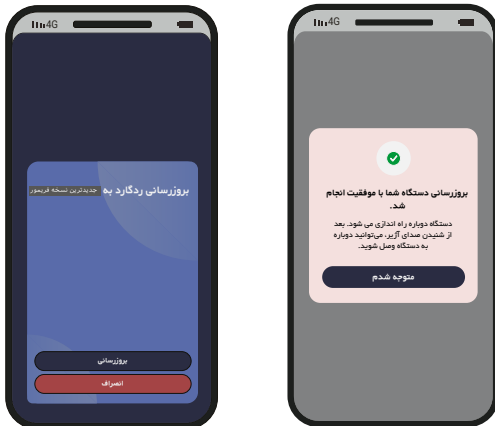 4G
بروزرسانی ردگارد به جدیدترین نسخه فریمور
بروزرسانی
انصراف
4G
بروزرسانی دستگاه شما با موفقیت انجام
شد.
دستگاه دوباره راه اندازی می شود. بعد
از شنیدن صدای آژیر، می‌توانید دوباره
به دستگاه وصل شوید.
متوجه شدم